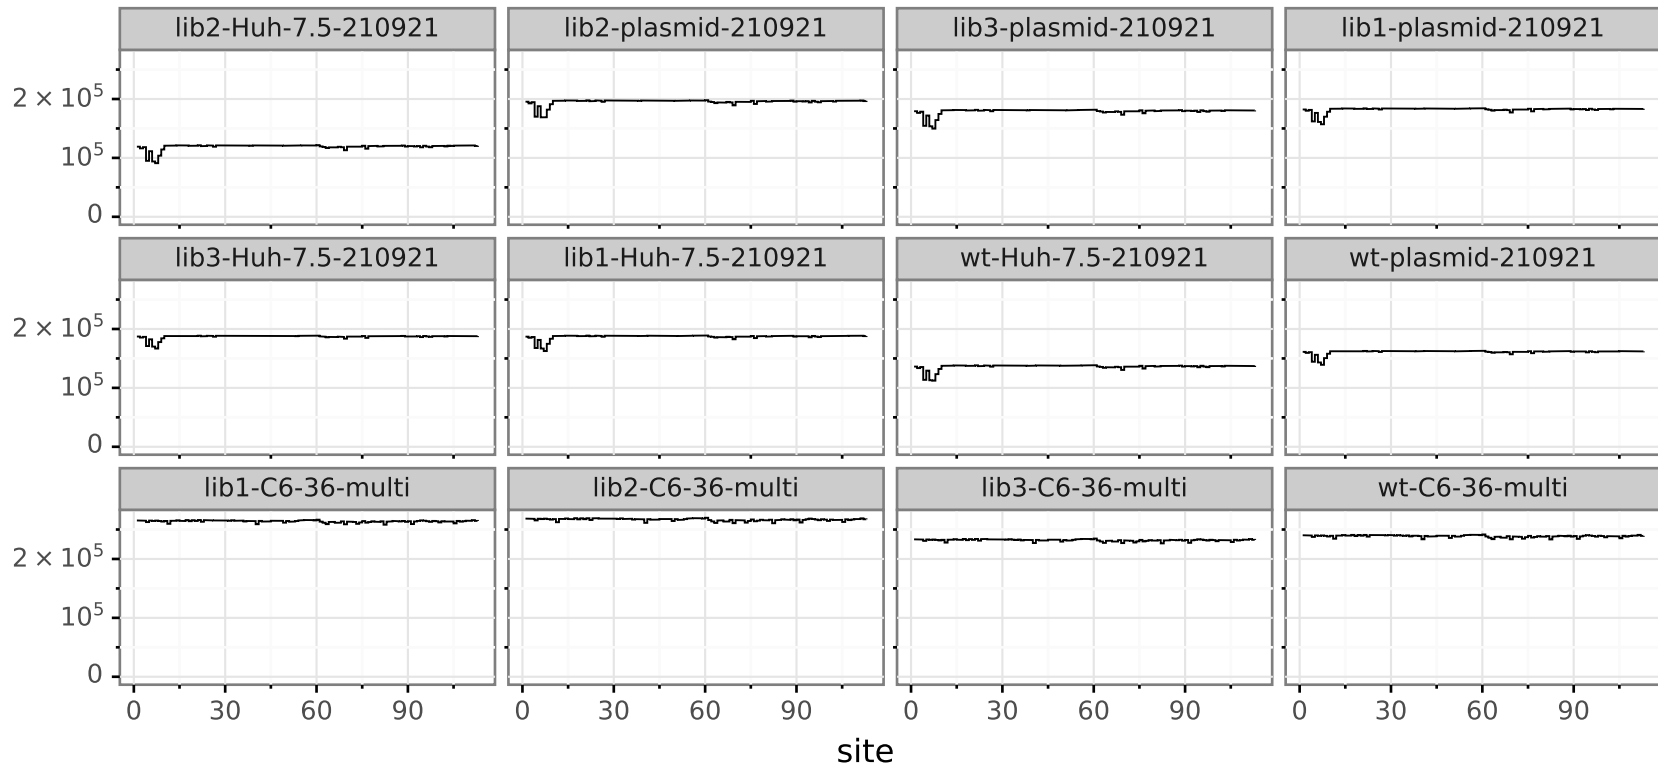 lib2-Huh-7.5-210921 lib2-plasmid-210921 lib3-plasmid-210921 lib1-plasmid-210921
2 × 10⁵
10⁵
0
lib3-Huh-7.5-210921 lib1-Huh-7.5-210921 wt-Huh-7.5-210921 wt-plasmid-210921
2 × 10⁵
10⁵
0
lib1-C6-36-multi lib2-C6-36-multi lib3-C6-36-multi wt-C6-36-multi
2 × 10⁵
10⁵
0
0 30 60 90 0 30 60 90 0 30 60 90 0 30 60 90
site